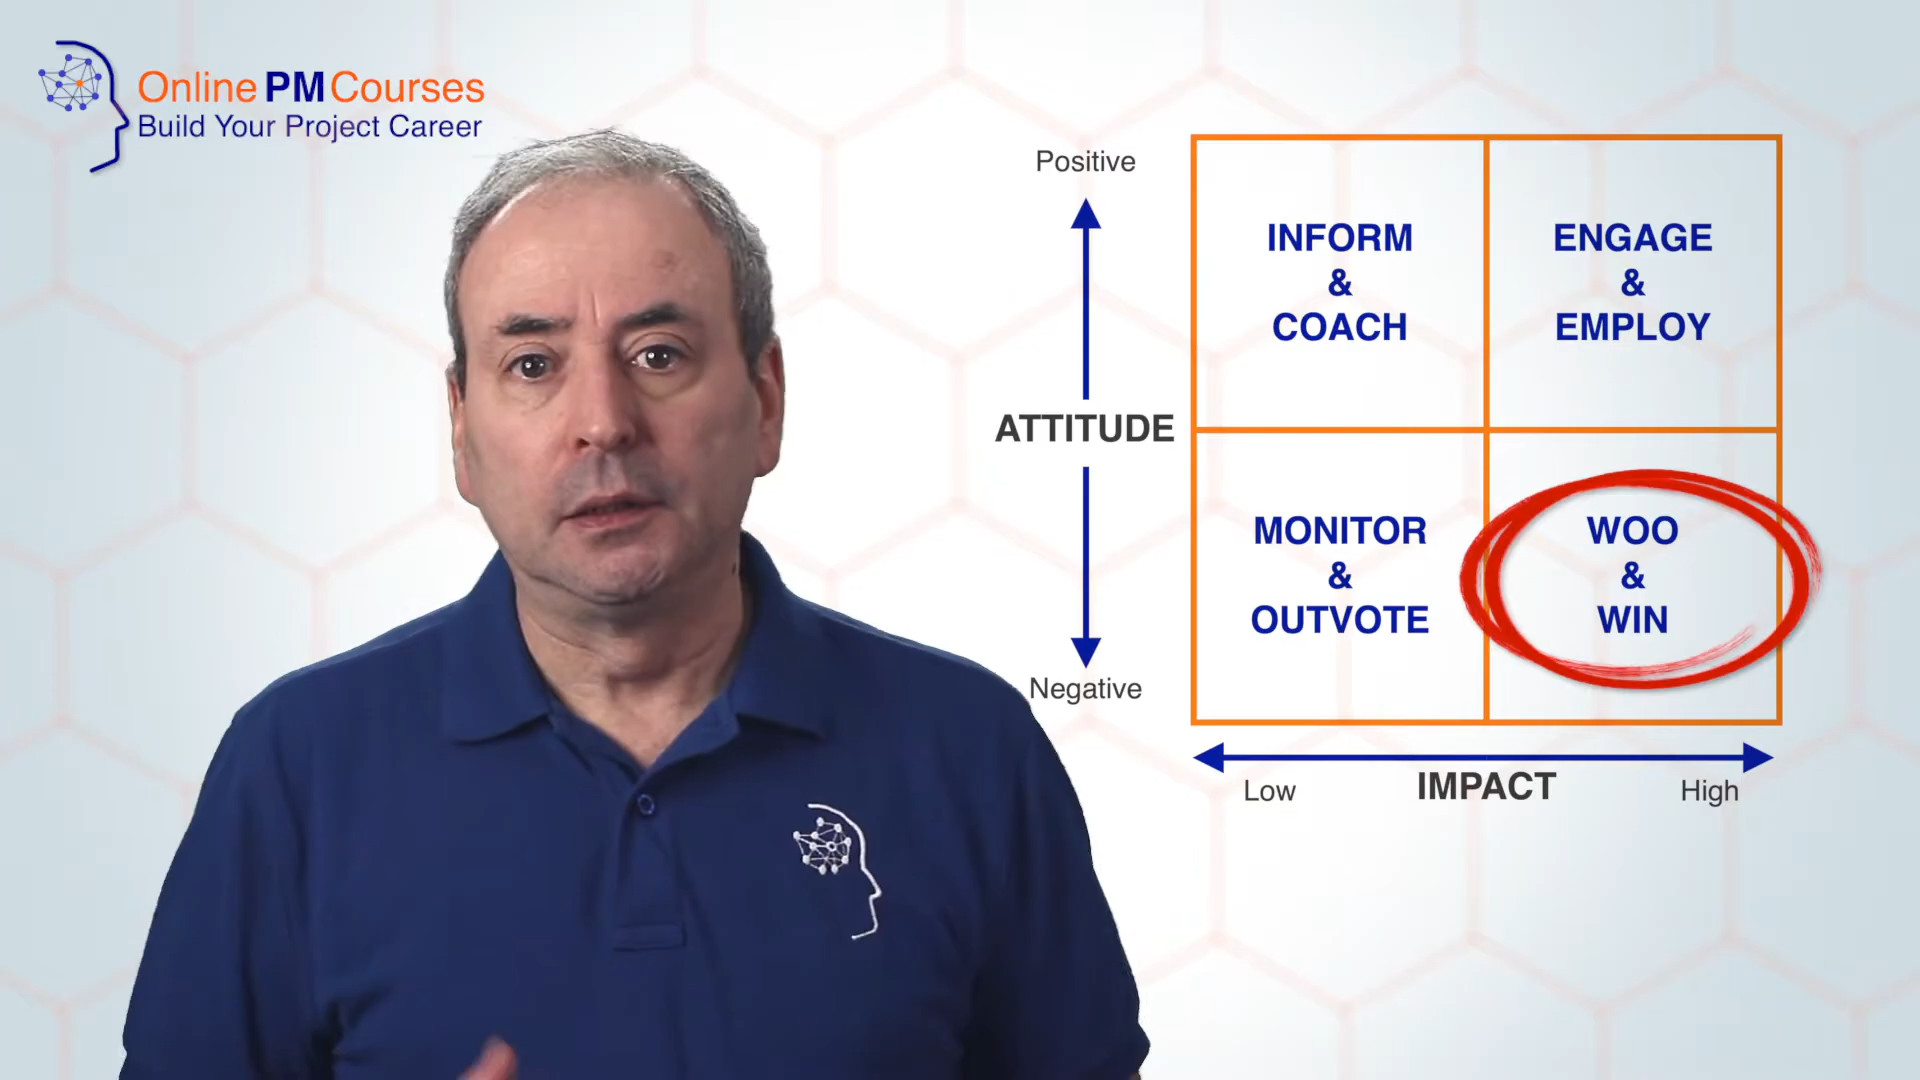 Online PM Courses
Build Your Project Career
Positive
ATTITUDE
Negative
INFORM
&
COACH
ENGAGE
&
EMPLOY
MONITOR
&
OUTVOTE
WOO
&
WIN
Low
IMPACT
High